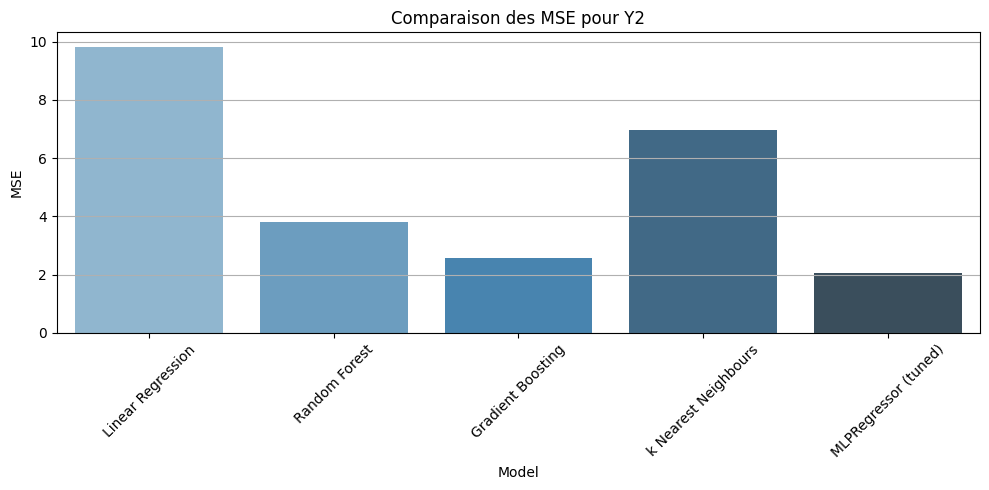 Comparaison des MSE pour Y2
MSE
10
8
6
4
2
0
Linear Regression
Random Forest
Gradient Boosting
k Nearest Neighbours
MLPRegressor (tuned)
Model